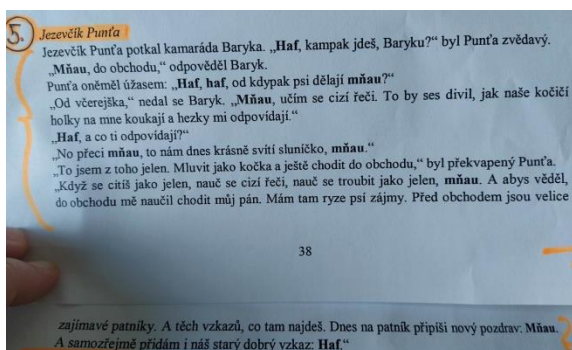 5.
Jezevčík Punťa
Jezevčík Punťa potkal kamaráda Baryka. „Haf, kampak jdeš, Baryku?“ byl Punťa zvědavý.
„Mňau, do obchodu,“ odpověděl Baryk.
Punťa oněměl úžasem: „Haf, haf, od kdypak psi dělají mňau?“
„Od včerejška,“ nedal se Baryk. „Mňau, učím se cizí řeči. To by ses divil, jak naše kočičí
holky na mne koukají a hezky mi odpovídají.“
„Haf, a co ti odpovídají?“
„No přeci mňau, to nám dnes krásně svítí sluníčko, mňau.“
„To jsem z toho jelen. Mluvit jako kočka a ještě chodit do obchodu,“ byl překvapený Punťa.
„Když se cítíš jako jelen, nauč se cizí řeči, nauč se troubit jako jelen, mňau. A abys věděl,
do obchodu mě naučil chodit můj pán. Mám tam ryze psí zájmy. Před obchodem jsou velice
38
zajímavé patníky. A těch vzkazů, co tam najdeš. Dnes na patník připíši nový pozdrav: Mňau.
A samozřejmě přidám i náš starý dobrý vzkaz: Haf.“